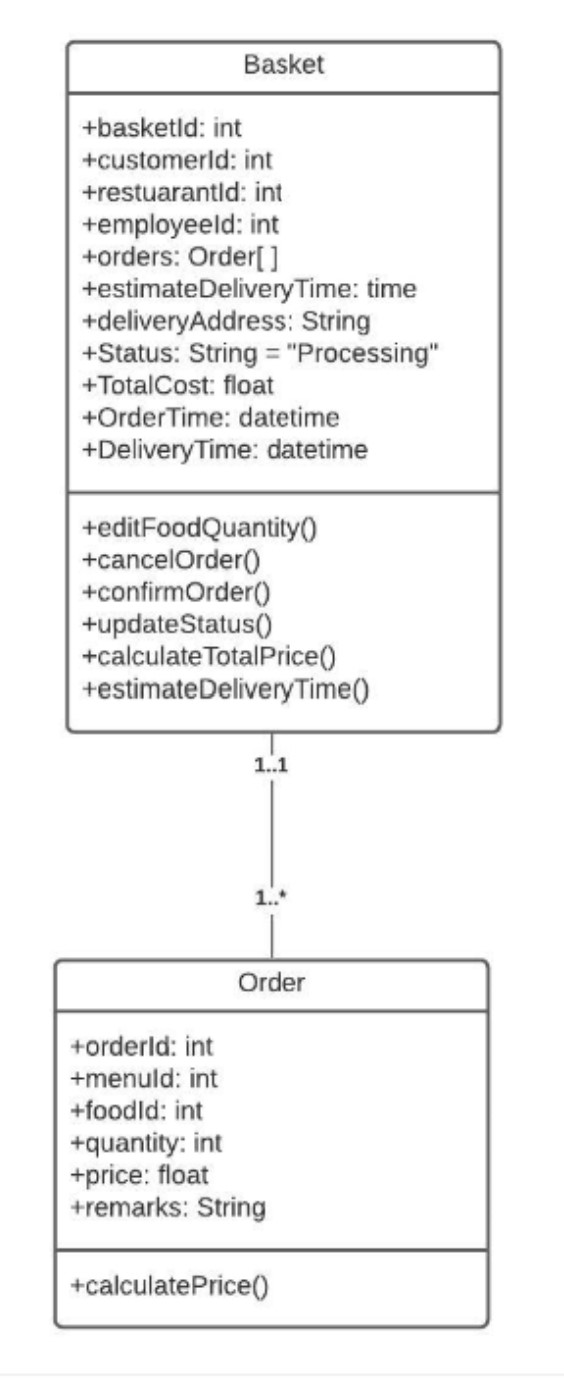 Basket
+basketId: int
+customerId: int
+restuarantId: int
+employeeId: int
+orders: Order[ ]
+estimateDeliveryTime: time
+deliveryAddress: String
+Status: String = "Processing"
+TotalCost: float
+OrderTime: datetime
+DeliveryTime: datetime
+editFoodQuantity()
+cancelOrder()
+confirmOrder()
+updateStatus()
+calculateTotalPrice()
+estimateDeliveryTime()
1..1
1..*
Order
+orderId: int
+menuId: int
+foodId: int
+quantity: int
+price: float
+remarks: String
+calculatePrice()